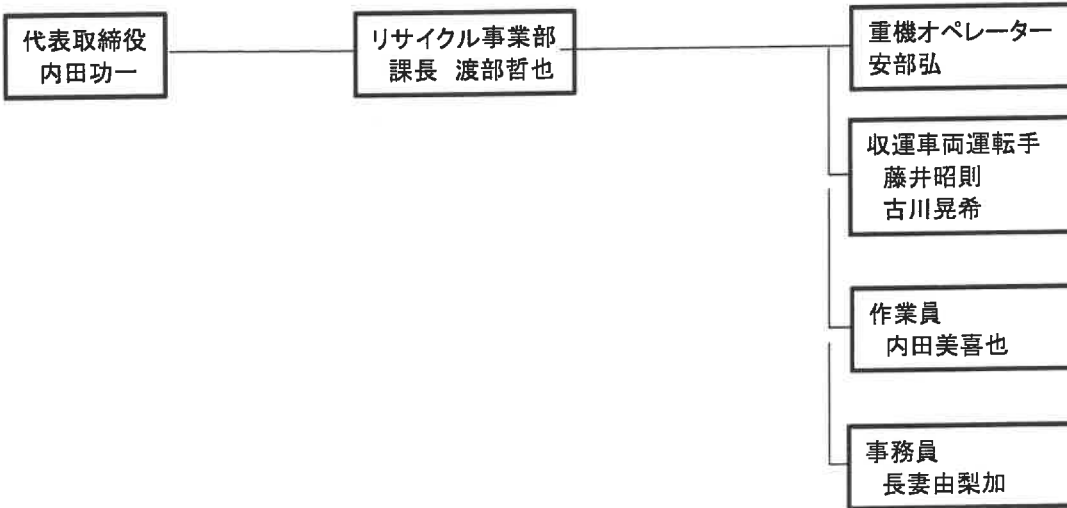 代表取締役
内田功一
リサイクル事業部
課長 渡部哲也
重機オペレーター
安部弘
収運車両運転手
藤井昭則
古川晃希
作業員
内田美喜也
事務員
長妻由梨加